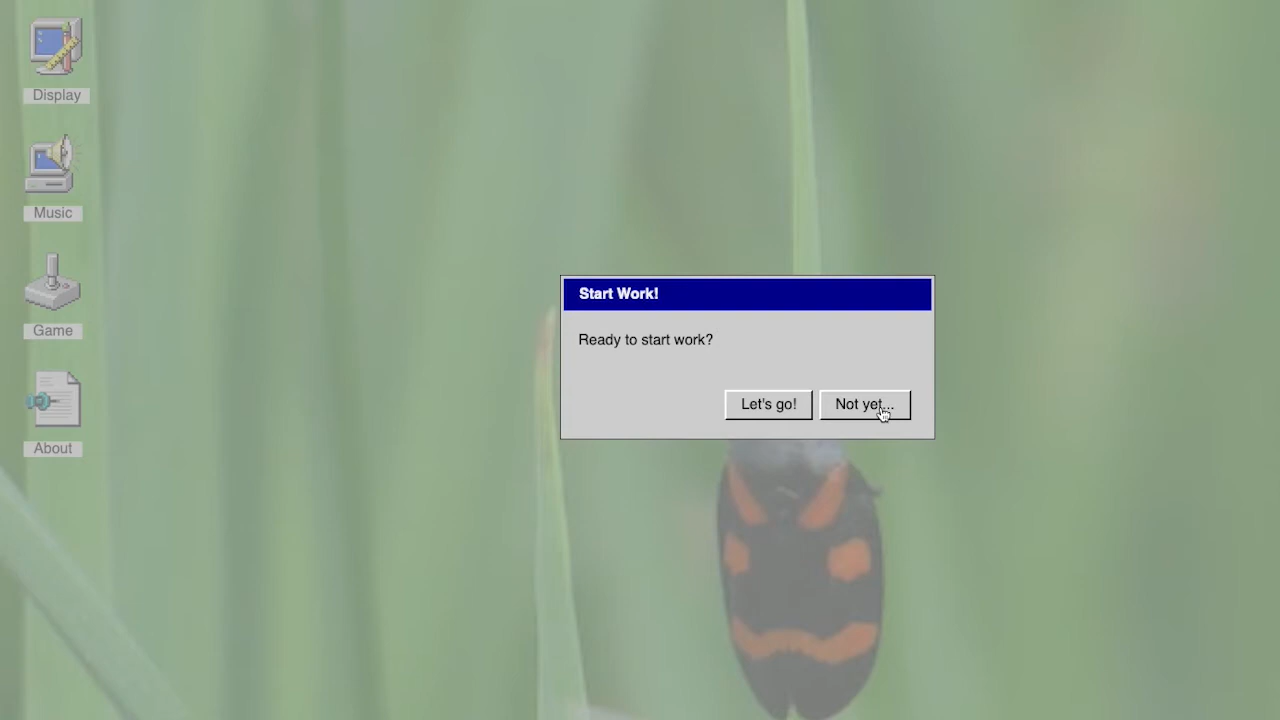 Display
Music
Game
About
Start Work!
Ready to start work?
Let's go!
Not yet...